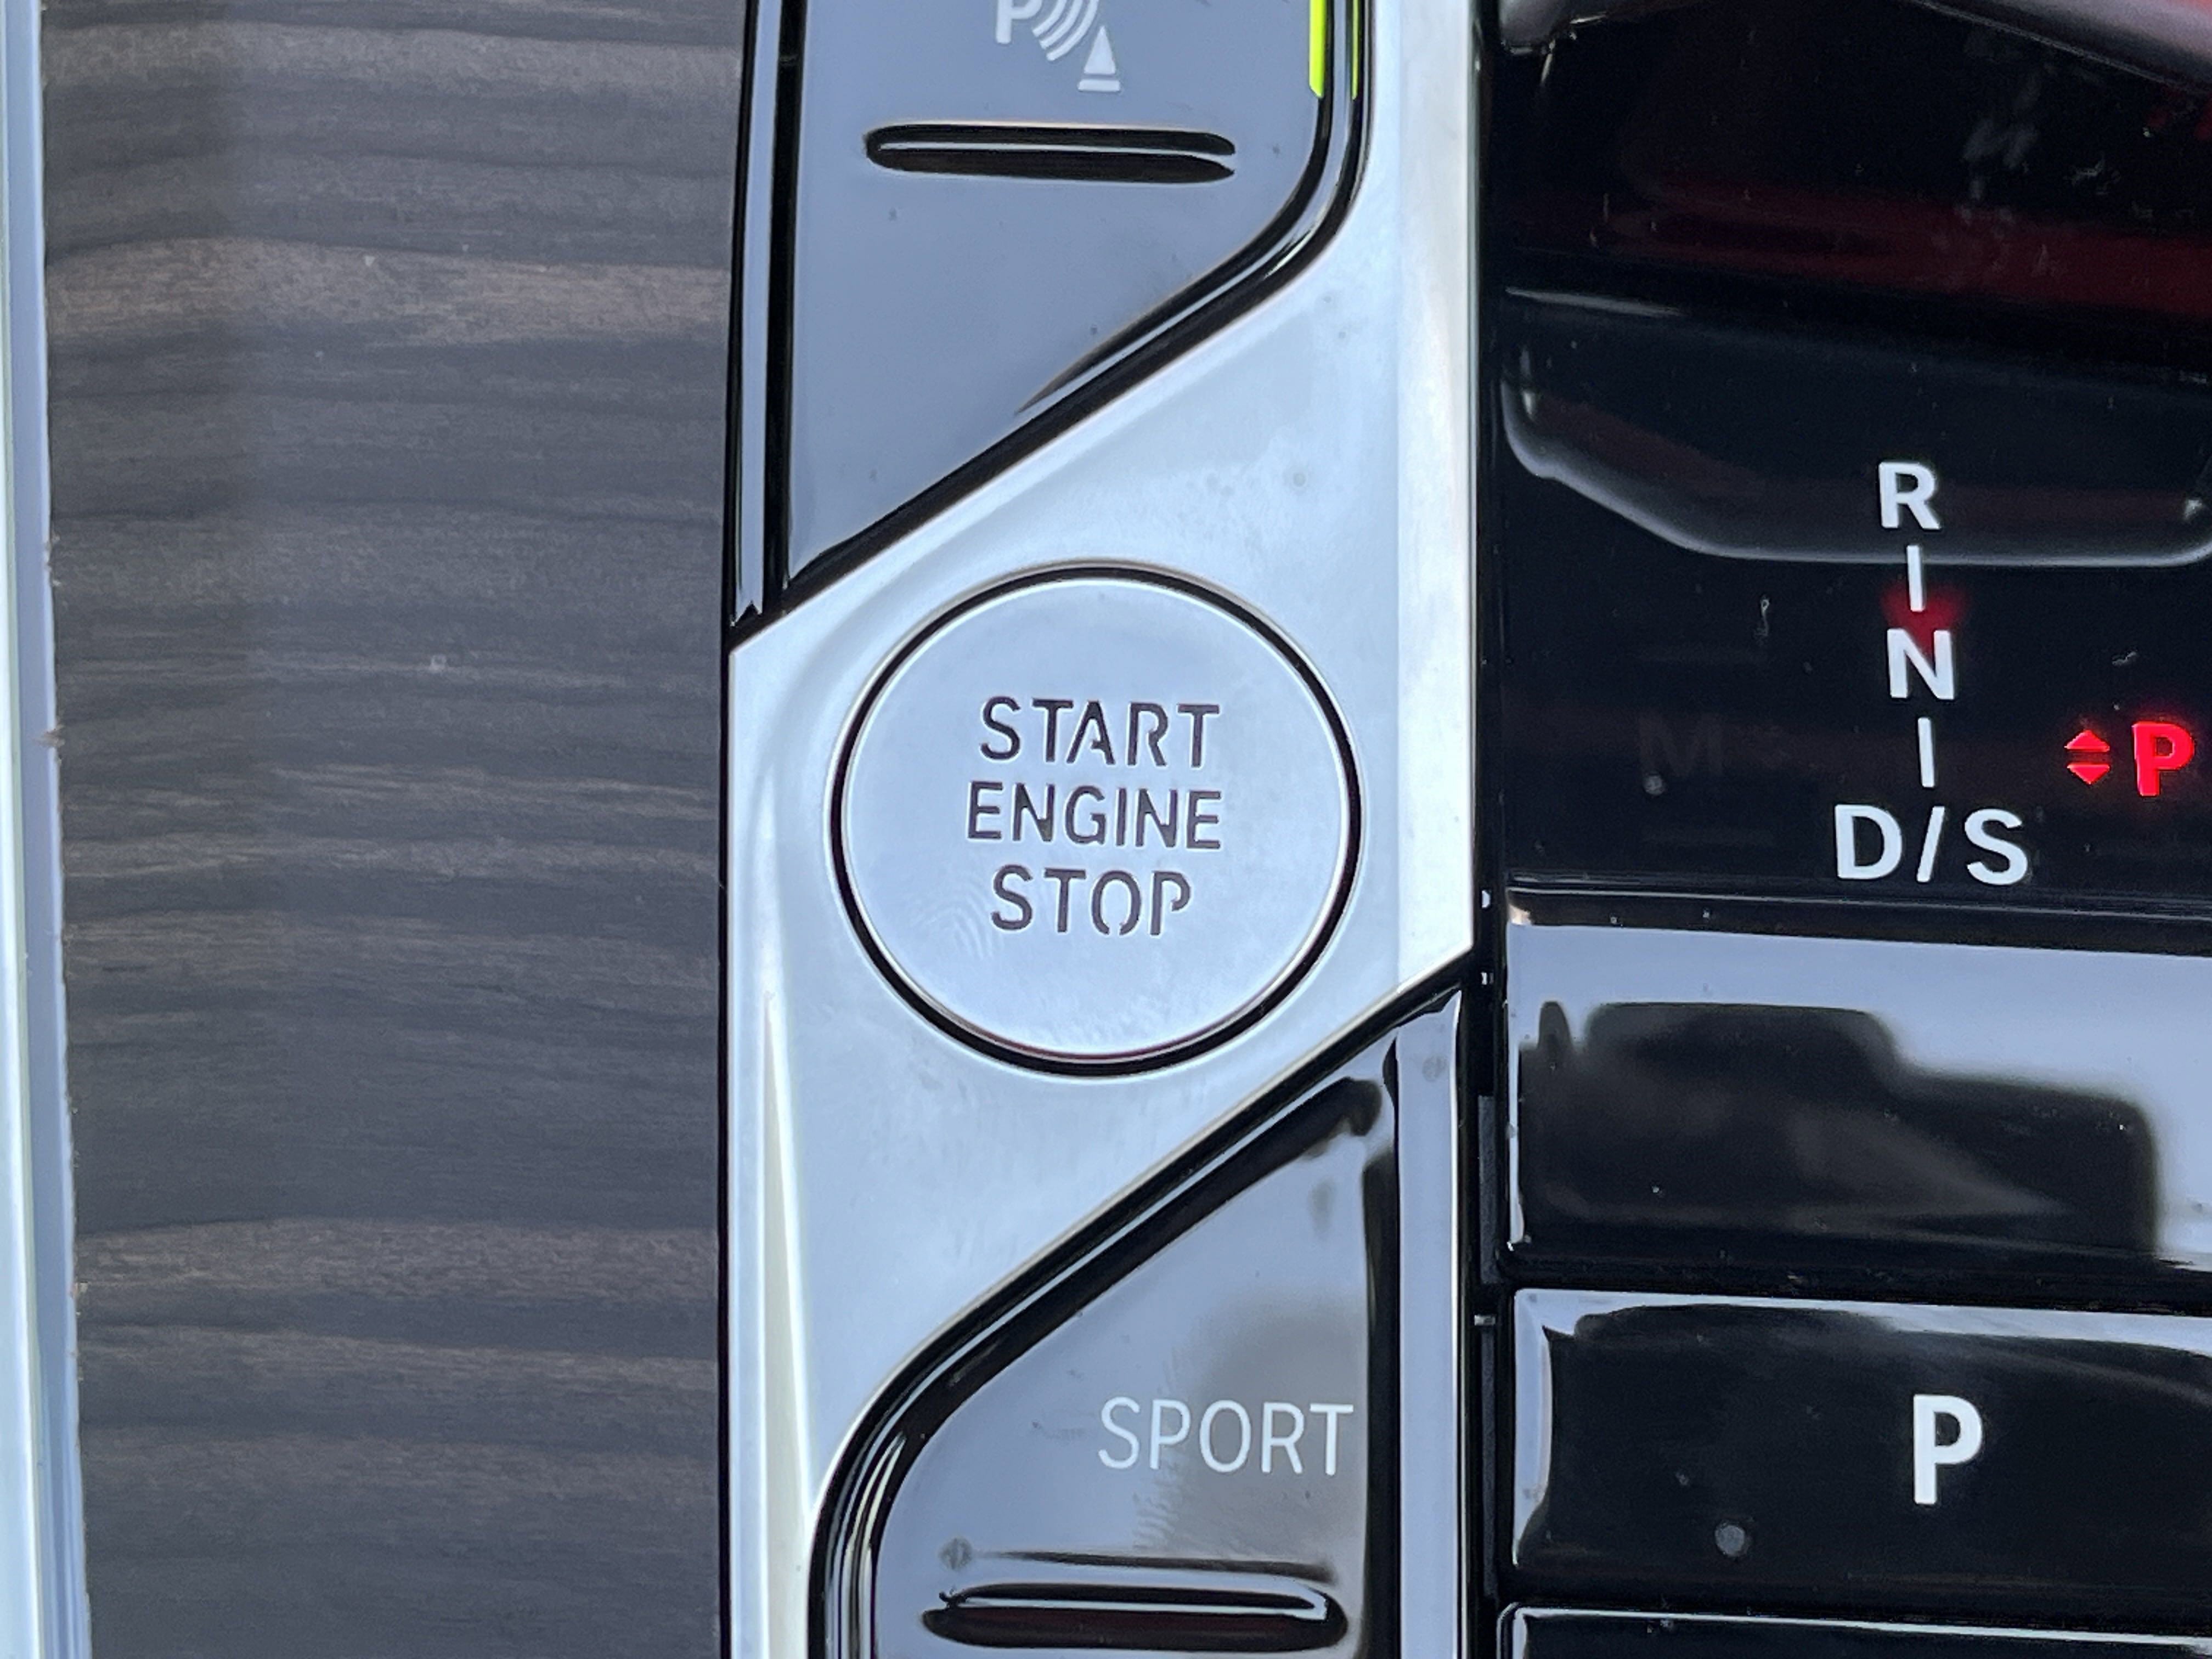 P
START
ENGINE
STOP
R
N
D/S
P
SPORT
P